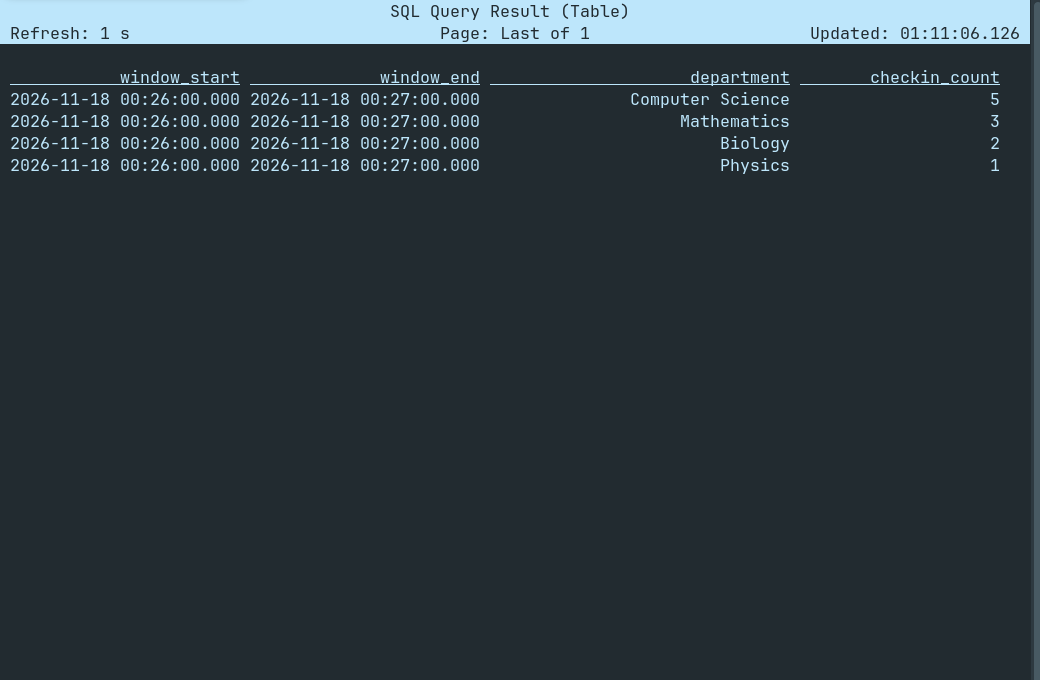 SQL Query Result (Table)
Refresh: 1 s Page: Last of 1 Updated: 01:11:06.126
window_start window_end department checkin_count
2026-11-18 00:26:00.000 2026-11-18 00:27:00.000 Computer Science 5
2026-11-18 00:26:00.000 2026-11-18 00:27:00.000 Mathematics 3
2026-11-18 00:26:00.000 2026-11-18 00:27:00.000 Biology 2
2026-11-18 00:26:00.000 2026-11-18 00:27:00.000 Physics 1